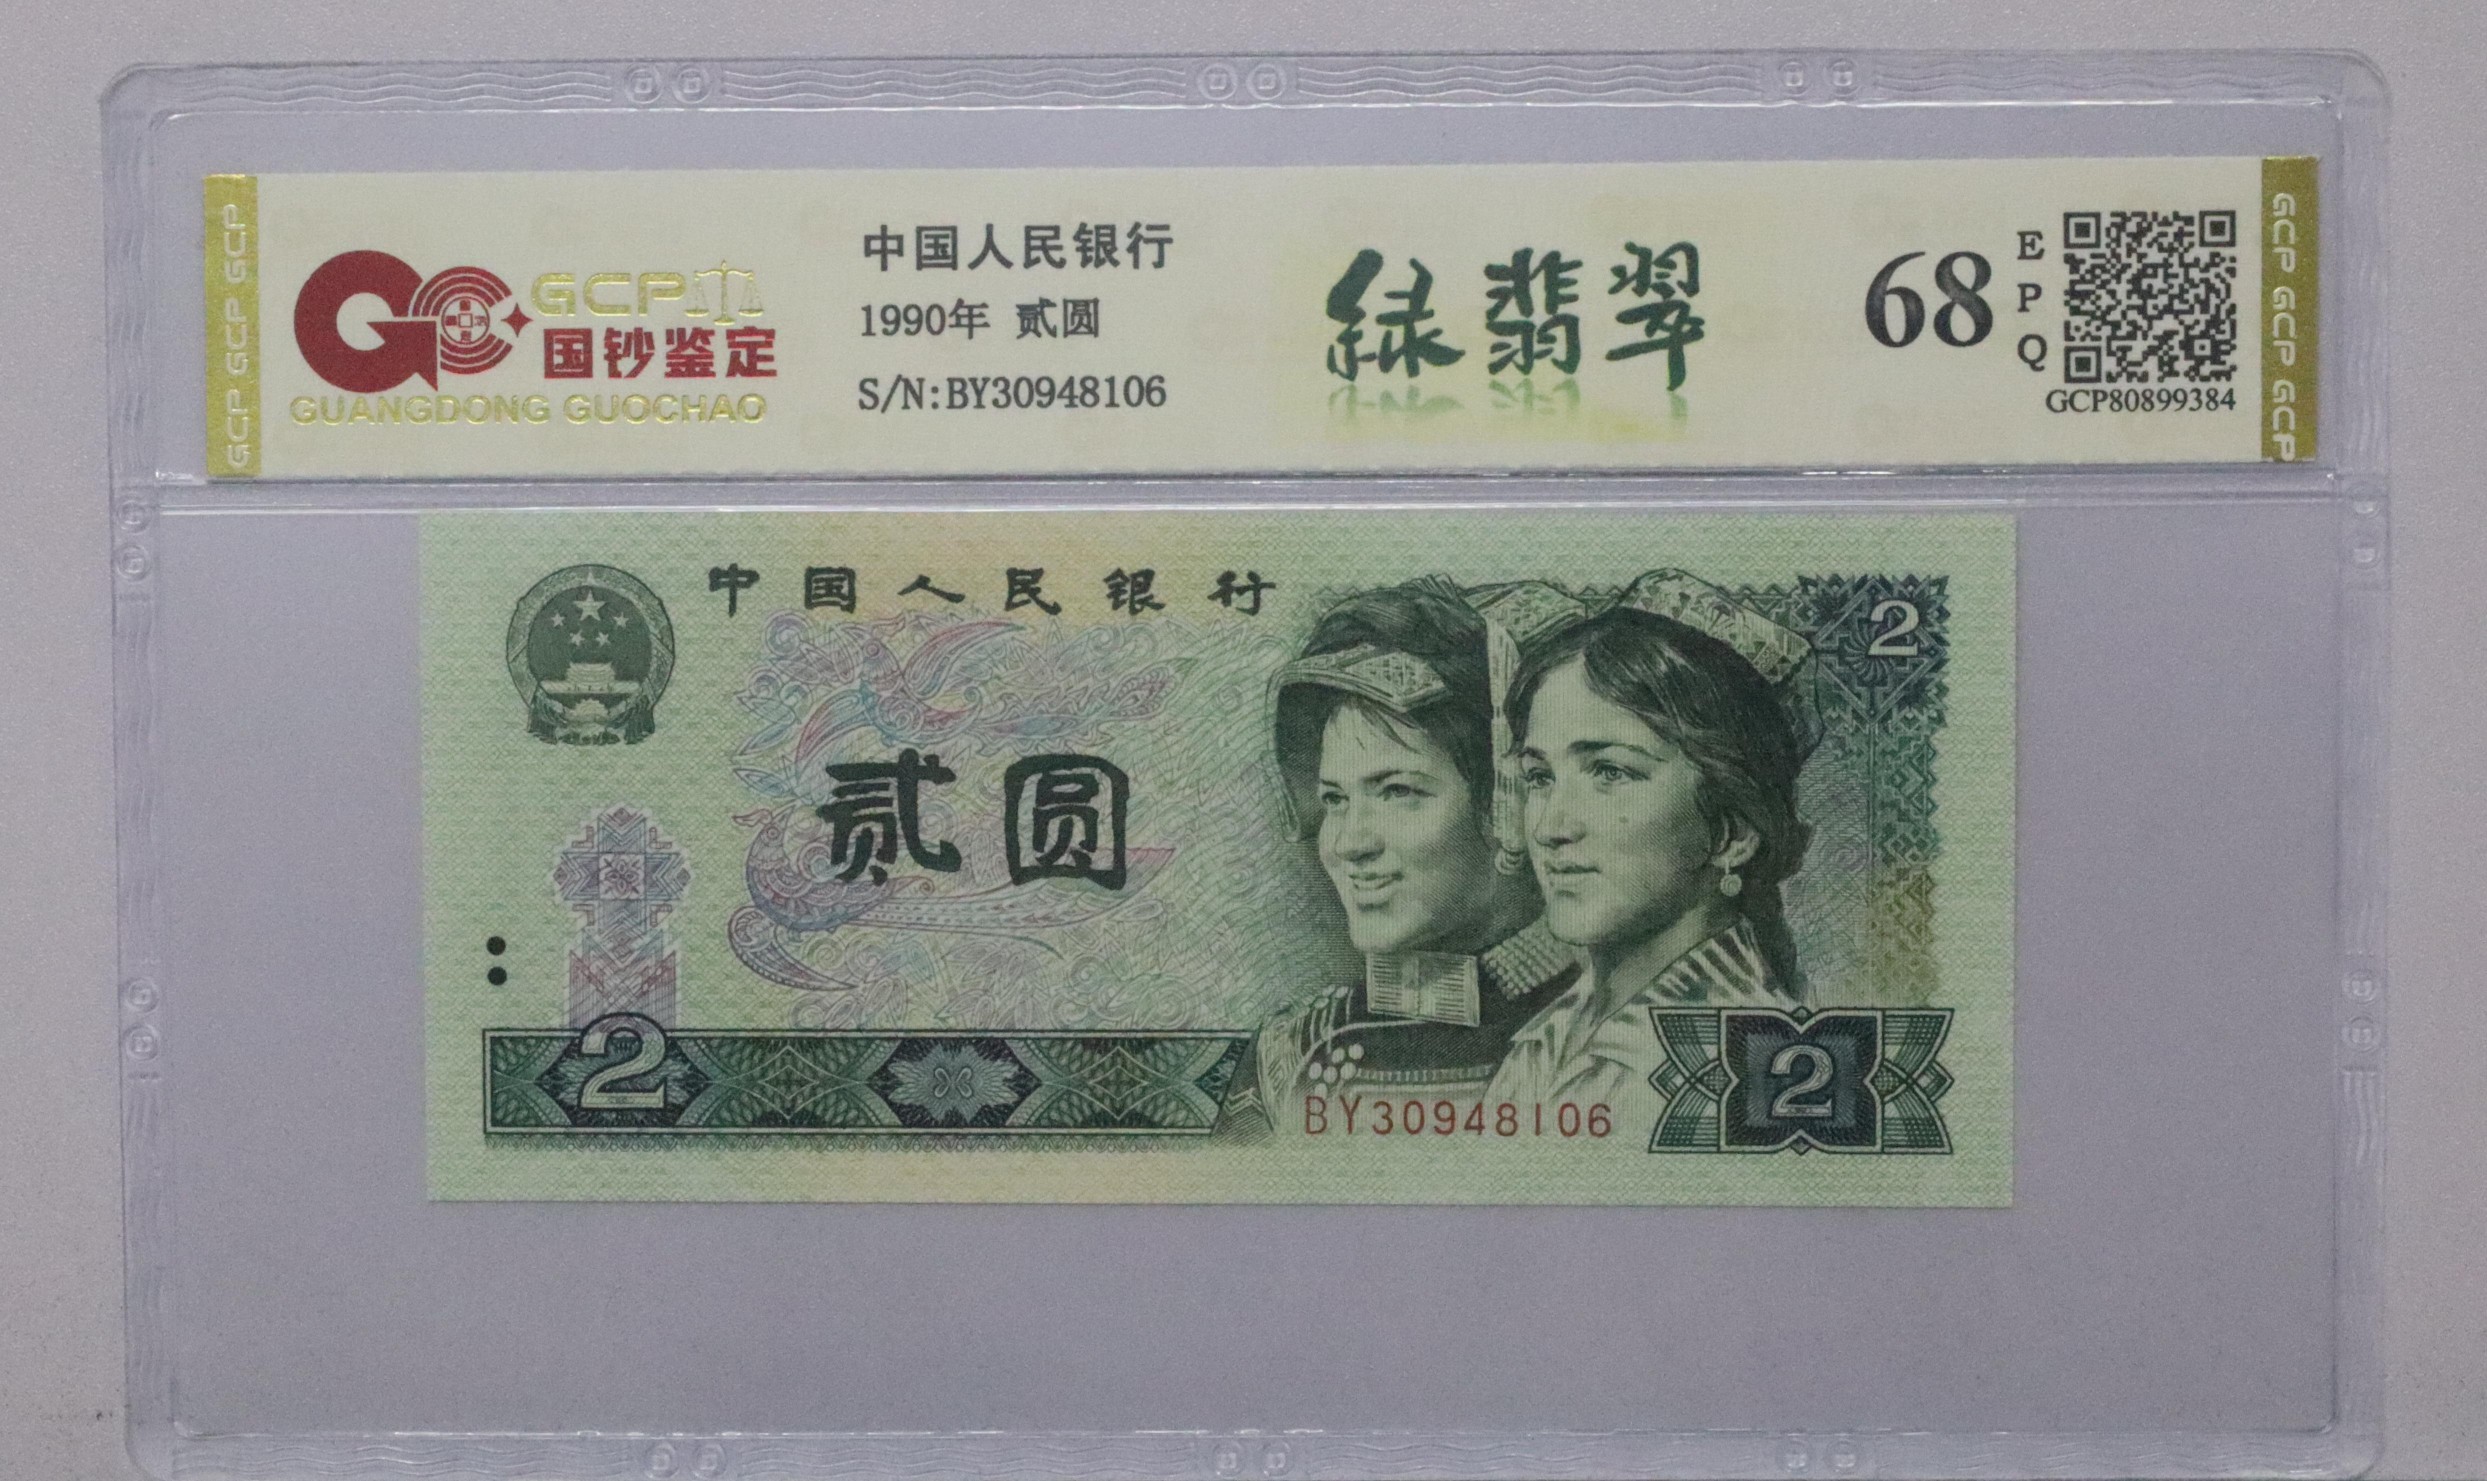 GCP GCP GCP
GCP
国钞鉴定
GUANGDONG GUOCHAO
中国人民银行
1990年 贰圆
S/N:BY30948106
绿翡翠
68
E
P
Q
GCP80899384
GCP GCP GCP
中国人民银行
2
贰圆
2
BY30948106
2